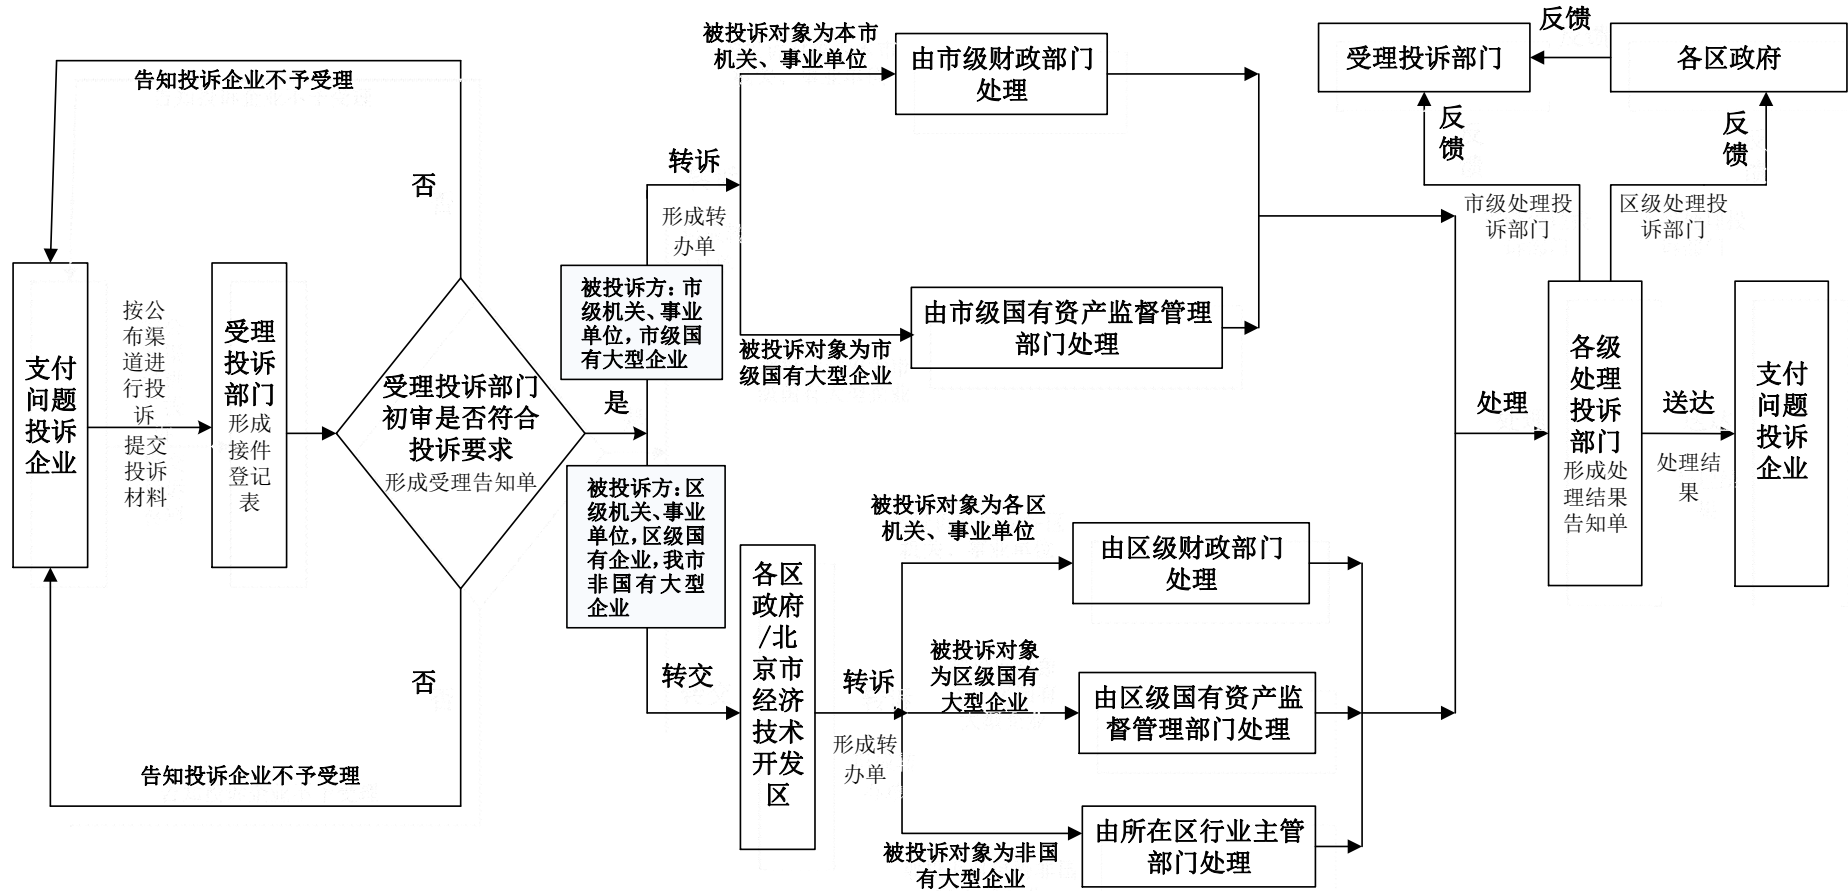 告知投诉企业不予受理
否
支付
问题
投诉
企业
按公
布渠
道进
行投
诉
提交
投诉
材料
受理
投诉
部门
形成
接件
登记
表
受理投诉部门
初审是否符合
投诉要求
形成受理告知单
否
告知投诉企业不予受理
是
转诉
形成转
办单
被投诉方：市
级机关、事业
单位，市级国
有大型企业
被投诉方：区
级机关、事业
单位，区级国
有企业，我市
非国有大型
企业
转交
被投诉对象为本市
机关、事业单位
由市级财政部门
处理
由市级国有资产监督管理
部门处理
被投诉对象为市
级国有大型企业
各区
政府
/北
京市
经济
技术
开发
区
转诉
形成转
办单
被投诉对象为各区
机关、事业单位
由区级财政部门
处理
被投诉对象
为区级国有
大型企业
由区级国有资产监
督管理部门处理
由所在区行业主管
部门处理
被投诉对象为非国
有大型企业
处理
受理投诉部门
反馈
各区政府
反
馈
反
馈
市级处理投
诉部门
区级处理投
诉部门
各级
处理
投诉
部门
形成处
理结果
告知单
送达
处理结
果
支付
问题
投诉
企业